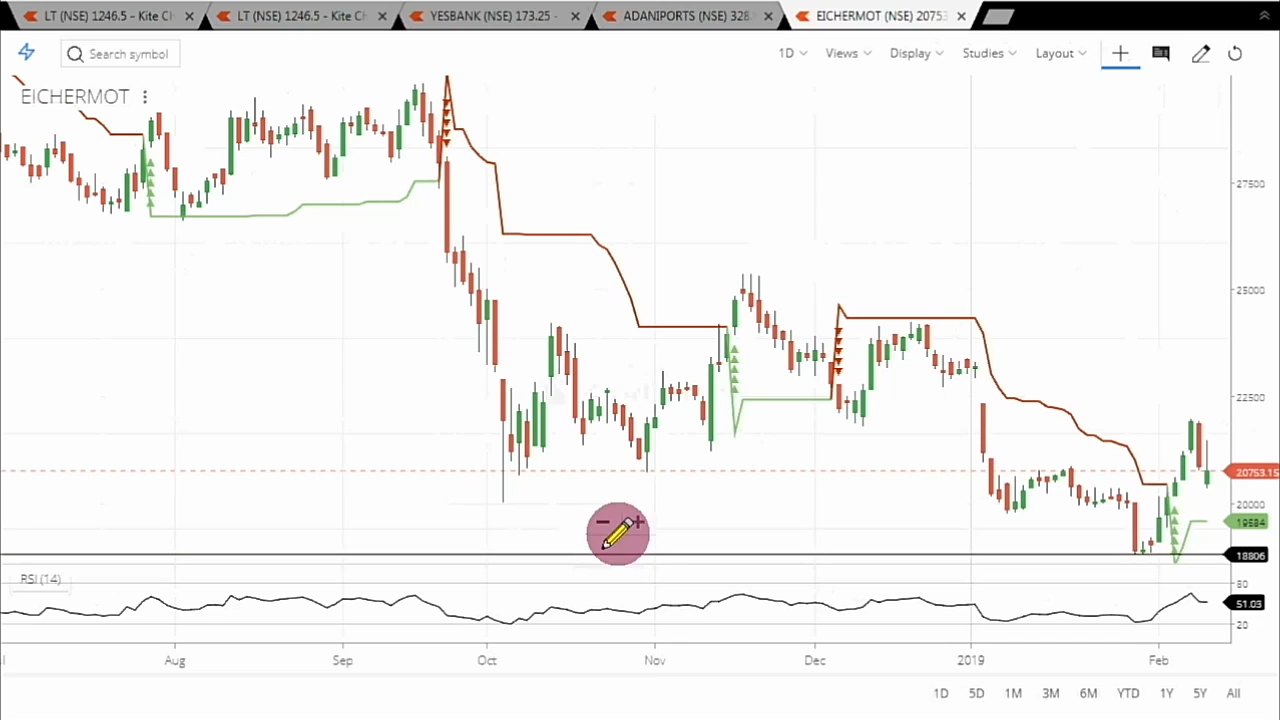 LT (NSE) 1246.5 - Kite Ch
LT (NSE) 1246.5 - Kite Ch
YESBANK (NSE) 173.25 -
ADANIPORTS (NSE) 328.
EICHERMOT (NSE) 20753
Search symbol
1D
Views
Display
Studies
Layout
EICHERMOT
27500
25000
22500
20753.15
20000
19584
18806
RSI (14)
80
51.03
20
Aug
Sep
Oct
Nov
Dec
2019
Feb
1D 5D 1M 3M 6M YTD 1Y 5Y All